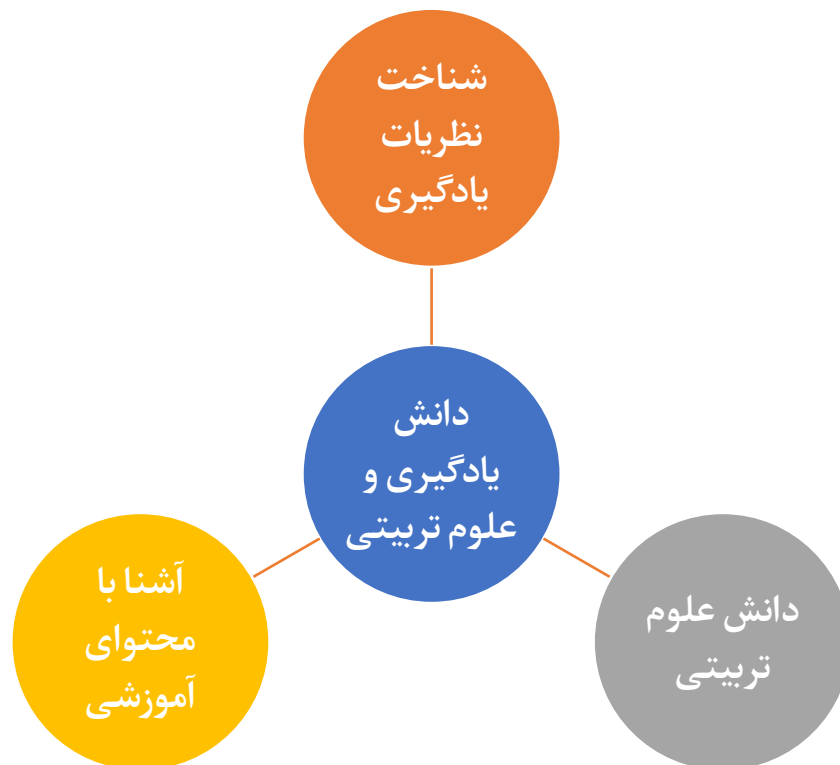 شناخت
نظریات
یادگیری
دانش
یادگیری و
علوم تربیتی
دانش علوم
تربیتی
آشنا با
محتوای
آموزشی